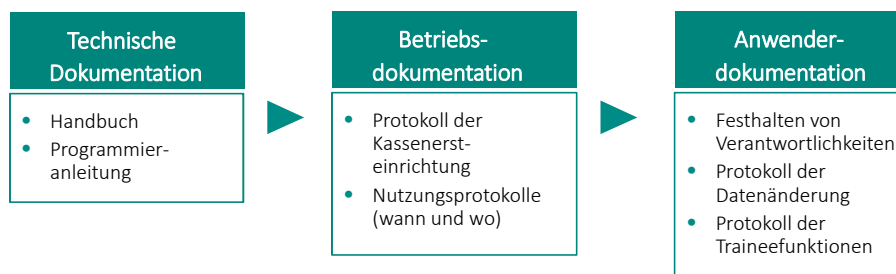 Technische
Dokumentation
• Handbuch
• Programmier-
anleitung
Betriebs-
dokumentation
• Protokoll der
Kassenerst-
einrichtung
• Nutzungsprotokolle
(wann und wo)
Anwender-
dokumentation
• Festhalten von
Verantwortlichkeiten
• Protokoll der
Datenänderung
• Protokoll der
Traineefunktionen